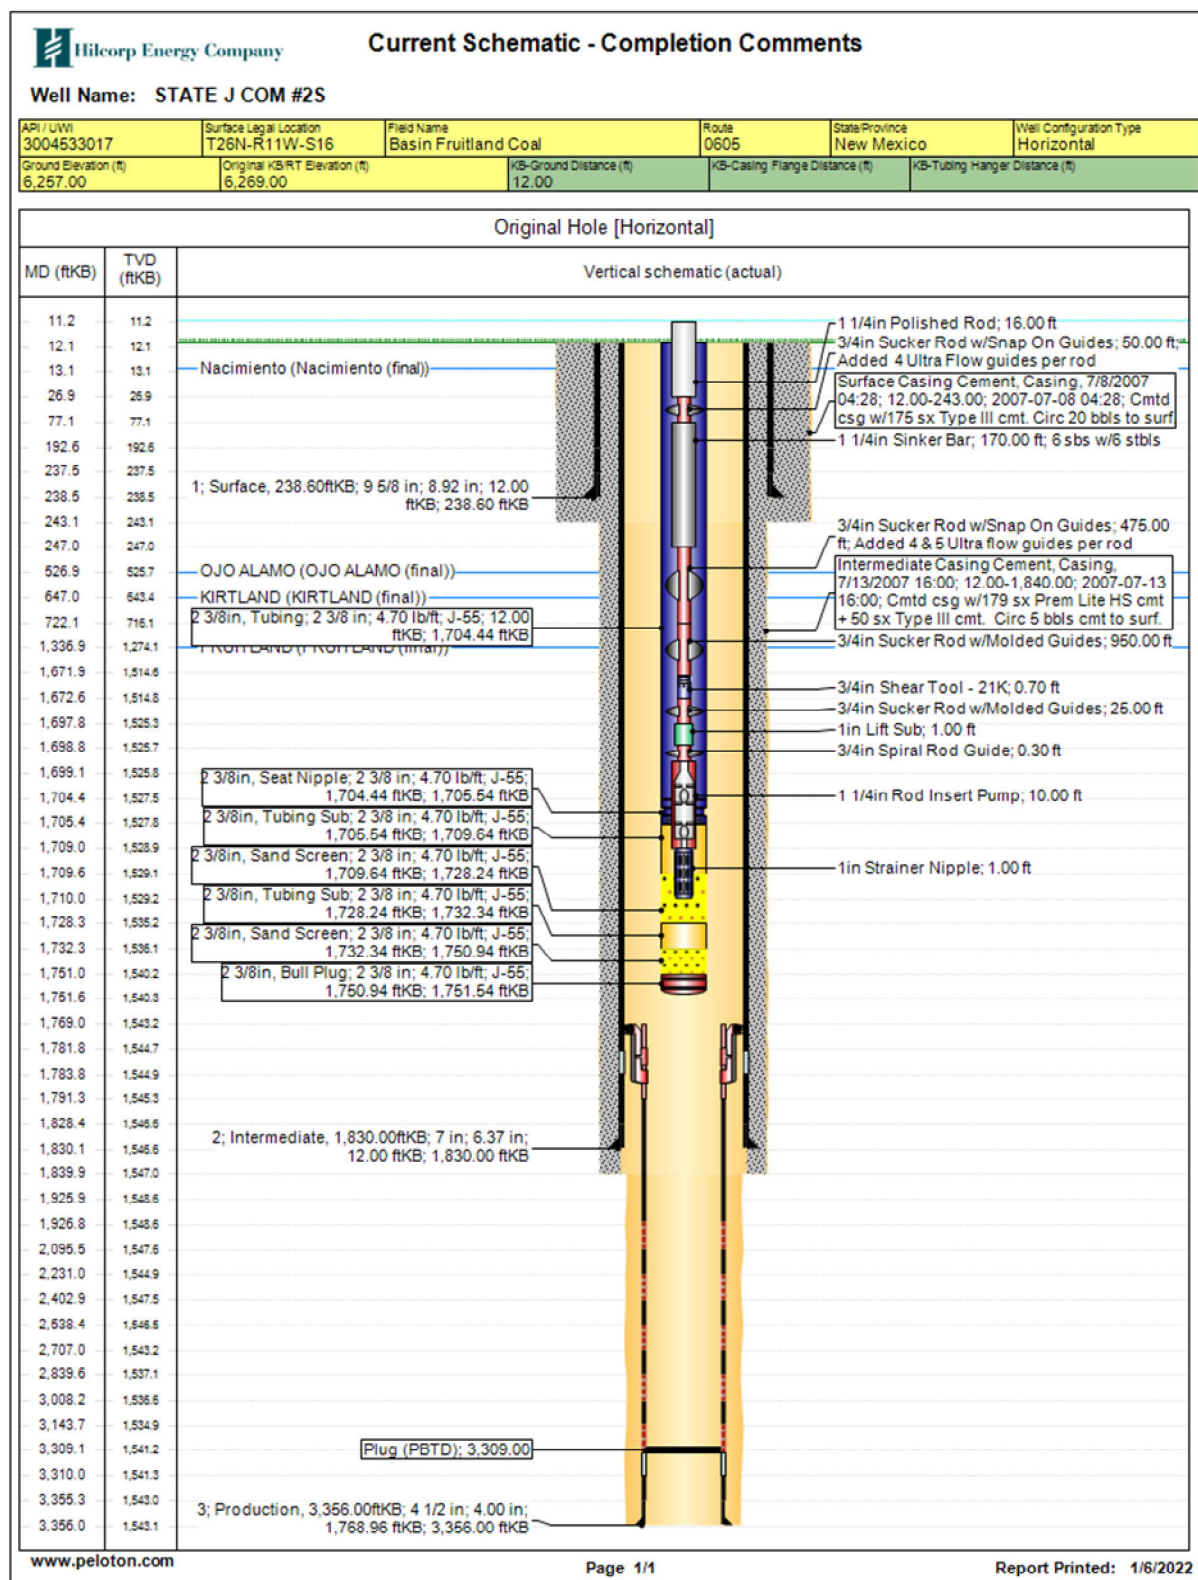 Hilcorp Energy Company
Current Schematic - Completion Comments
Well Name: STATE J COM #2S
API / UWI
3004533017
Surface Legal Location
T26N-R11W-S16
Field Name
Basin Fruitland Coal
Route
0605
State/Province
New Mexico
Well Configuration Type
Horizontal
Ground Elevation (ft)
6,257.00
Original KB/RT Elevation (ft)
6,269.00
KB-Ground Distance (ft)
12.00
KB-Casing Flange Distance (ft)
KB-Tubing Hanger Distance (ft)
Original Hole [Horizontal]
MD (ftKB)
TVD
(ftKB)
Vertical schematic (actual)
11.2 11.2
12.1 12.1
13.1 13.1
26.9 26.9
77.1 77.1
192.6 192.6
237.5 237.5
238.5 238.5
243.1 243.1
247.0 247.0
526.9 525.7
647.0 643.4
722.1 716.1
1,336.9 1,274.1
1,671.9 1,514.6
1,672.6 1,514.8
1,697.8 1,525.3
1,698.8 1,525.7
1,699.1 1,525.8
1,704.4 1,527.5
1,705.4 1,527.8
1,709.0 1,528.9
1,709.6 1,529.1
1,710.0 1,529.2
1,728.3 1,535.2
1,732.3 1,536.1
1,751.0 1,540.2
1,751.6 1,540.3
1,769.0 1,543.2
1,781.8 1,544.7
1,783.8 1,544.9
1,791.3 1,545.3
1,828.4 1,546.6
1,830.1 1,546.6
1,839.9 1,547.0
1,925.9 1,548.6
1,926.8 1,548.6
2,095.5 1,547.6
2,231.0 1,544.9
2,402.9 1,547.5
2,538.4 1,546.5
2,707.0 1,543.2
2,839.6 1,537.1
3,008.2 1,536.6
3,143.7 1,534.9
3,309.1 1,541.2
3,310.0 1,541.3
3,355.3 1,543.0
3,356.0 1,543.1
Nacimiento (Nacimiento (final))
1; Surface, 238.60ftKB; 9 5/8 in; 8.92 in; 12.00
ftKB; 238.60 ftKB
OJO ALAMO (OJO ALAMO (final))
KIRTLAND (KIRTLAND (final))
2 3/8in, Tubing; 2 3/8 in; 4.70 lb/ft; J-55; 12.00
ftKB; 1,704.44 ftKB
FRUITLAND (FRUITLAND (final))
2 3/8in, Seat Nipple; 2 3/8 in; 4.70 lb/ft; J-55;
1,704.44 ftKB; 1,705.54 ftKB
2 3/8in, Tubing Sub; 2 3/8 in; 4.70 lb/ft; J-55;
1,705.54 ftKB; 1,709.64 ftKB
2 3/8in, Sand Screen; 2 3/8 in; 4.70 lb/ft; J-55;
1,709.64 ftKB; 1,728.24 ftKB
2 3/8in, Tubing Sub; 2 3/8 in; 4.70 lb/ft; J-55;
1,728.24 ftKB; 1,732.34 ftKB
2 3/8in, Sand Screen; 2 3/8 in; 4.70 lb/ft; J-55;
1,732.34 ftKB; 1,750.94 ftKB
2 3/8in, Bull Plug; 2 3/8 in; 4.70 lb/ft; J-55;
1,750.94 ftKB; 1,751.54 ftKB
2; Intermediate, 1,830.00ftKB; 7 in; 6.37 in;
12.00 ftKB; 1,830.00 ftKB
Plug (PBTD); 3,309.00
3; Production, 3,356.00ftKB; 4 1/2 in; 4.00 in;
1,768.96 ftKB; 3,356.00 ftKB
1 1/4in Polished Rod; 16.00 ft
3/4in Sucker Rod w/Snap On Guides; 50.00 ft;
Added 4 Ultra Flow guides per rod
Surface Casing Cement, Casing, 7/8/2007
04:28; 12.00-243.00; 2007-07-08 04:28; Cmtd
csg w/175 sx Type III cmt. Circ 20 bbls to surf
1 1/4in Sinker Bar; 170.00 ft; 6 sbs w/6 stbls
3/4in Sucker Rod w/Snap On Guides; 475.00
ft; Added 4 & 5 Ultra flow guides per rod
Intermediate Casing Cement, Casing,
7/13/2007 16:00; 12.00-1,840.00; 2007-07-13
16:00; Cmtd csg w/179 sx Prem Lite HS cmt
+ 50 sx Type III cmt. Circ 5 bbls cmt to surf.
3/4in Sucker Rod w/Molded Guides; 950.00 ft
3/4in Shear Tool - 21K; 0.70 ft
3/4in Sucker Rod w/Molded Guides; 25.00 ft
1in Lift Sub; 1.00 ft
3/4in Spiral Rod Guide; 0.30 ft
1 1/4in Rod Insert Pump; 10.00 ft
1in Strainer Nipple; 1.00 ft
www.peloton.com
Page 1/1
Report Printed: 1/6/2022